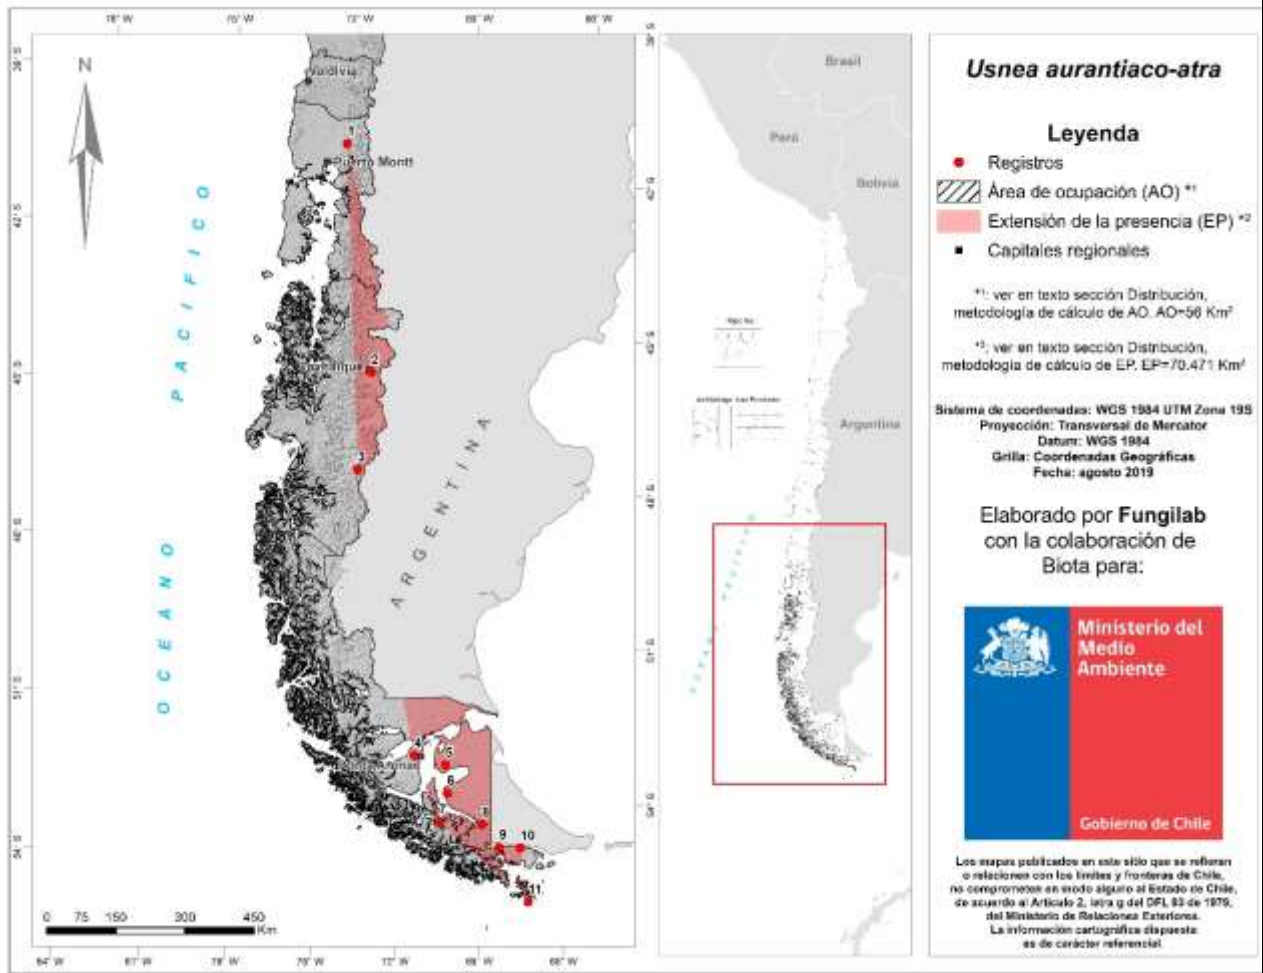 N
Valdivia
1
Puerto Montt
2
3
4
5
6
8
9
10
11
OCEANO PACIFICO
ARGENTINA
0 75 150 300 450
Km
Brasil
Perú
Bolivia
Argentina
Usnea aurantiaco-atra
Leyenda
Registros
Área de ocupación (AO) *¹
Extensión de la presencia (EP) *²
Capitales regionales
*¹: ver en texto sección Distribución,
metodología de cálculo de AO. AO=56 Km²
*²: ver en texto sección Distribución,
metodología de cálculo de EP. EP=70.471 Km²
Sistema de coordenadas: WGS 1984 UTM Zona 19S
Proyección: Transversal de Mercator
Datum: WGS 1984
Grilla: Coordenadas Geográficas
Fecha: agosto 2019
Elaborado por Fungilab
con la colaboración de
Biota para:
Ministerio del
Medio
Ambiente
Gobierno de Chile
Los mapas publicados en este sitio que se refieran
o relacionen con los límites y fronteras de Chile,
no comprometen en modo alguno al Estado de Chile,
de acuerdo al Artículo 2, letra g del DFL 83 de 1979,
del Ministerio de Relaciones Exteriores.
La información cartográfica dispuesta
es de carácter referencial